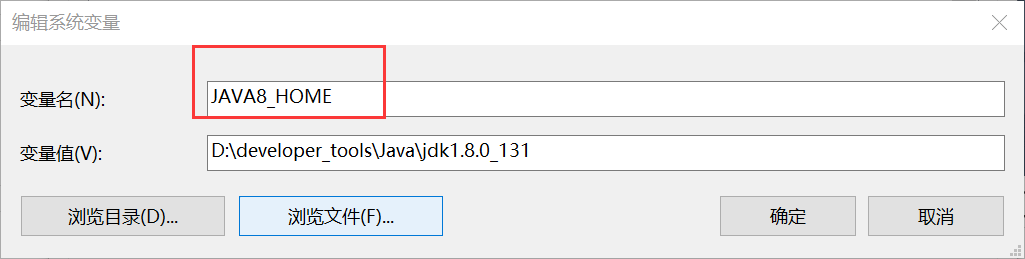 编辑系统变量
变量名(N):
JAVA8_HOME
变量值(V):
D:\developer_tools\Java\jdk1.8.0_131
浏览目录(D)...
浏览文件(F)...
确定
取消